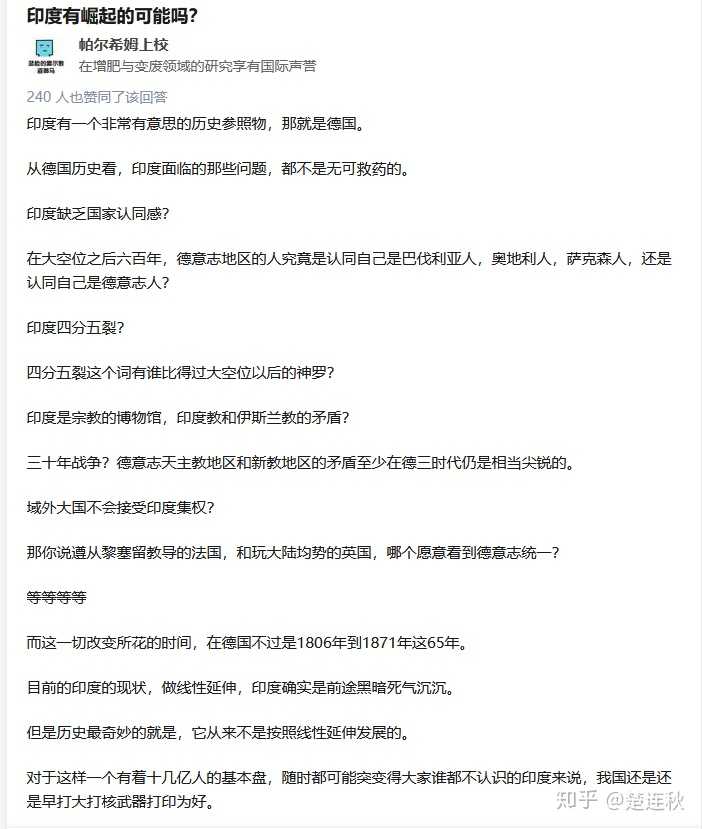 印度有崛起的可能吗？
帕尔希姆上校
在增肥与变废领域的研究享有国际声誉
240 人也赞同了该回答
印度有一个非常有意思的历史参照物，那就是德国。
从德国历史看，印度面临的那些问题，都不是无可救药的。
印度缺乏国家认同感？
在大空位之后六百年，德意志地区的人究竟是认同自己是巴伐利亚人，奥地利人，萨克森人，还是
认同自己是德意志人？
印度四分五裂？
四分五裂这个词有谁比得过大空位以后的神罗？
印度是宗教的博物馆，印度教和伊斯兰教的矛盾？
三十年战争？德意志天主教地区和新教地区的矛盾至少在德三时代仍是相当尖锐的。
域外大国不会接受印度集权？
那你说遵从黎塞留教导的法国，和玩大陆均势的英国，哪个愿意看到德意志统一？
等等等等
而这一切改变所花的时间，在德国不过是1806年到1871年这65年。
目前的印度的现状，做线性延伸，印度确实是前途黑暗死气沉沉。
但是历史最奇妙的就是，它从来不是按照线性延伸发展的。
对于这样一个有着十几亿人的基本盘，随时都可能突变得大家谁都不认识的印度来说，我国还是还
是早打大打核武器打印为好。
知乎 @楚连秋